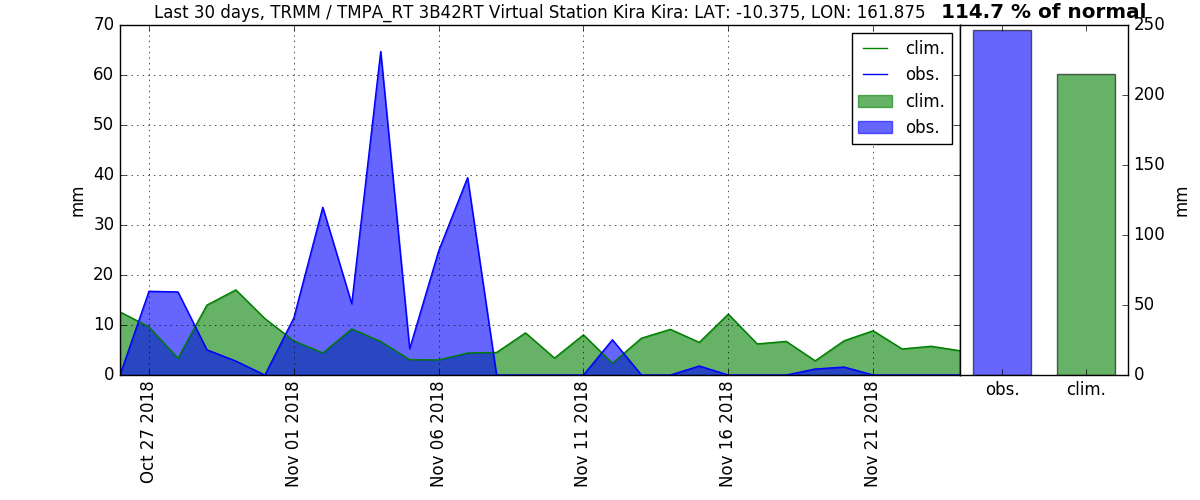 Last 30 days, TRMM / TMPA_RT 3B42RT Virtual Station Kira Kira: LAT: -10.375, LON: 161.875
114.7 % of normal
70
60
50
40
30
20
10
0
mm
clim.
obs.
clim.
obs.
Oct 27 2018
Nov 01 2018
Nov 06 2018
Nov 11 2018
Nov 16 2018
Nov 21 2018
250
200
150
100
50
0
mm
obs.
clim.